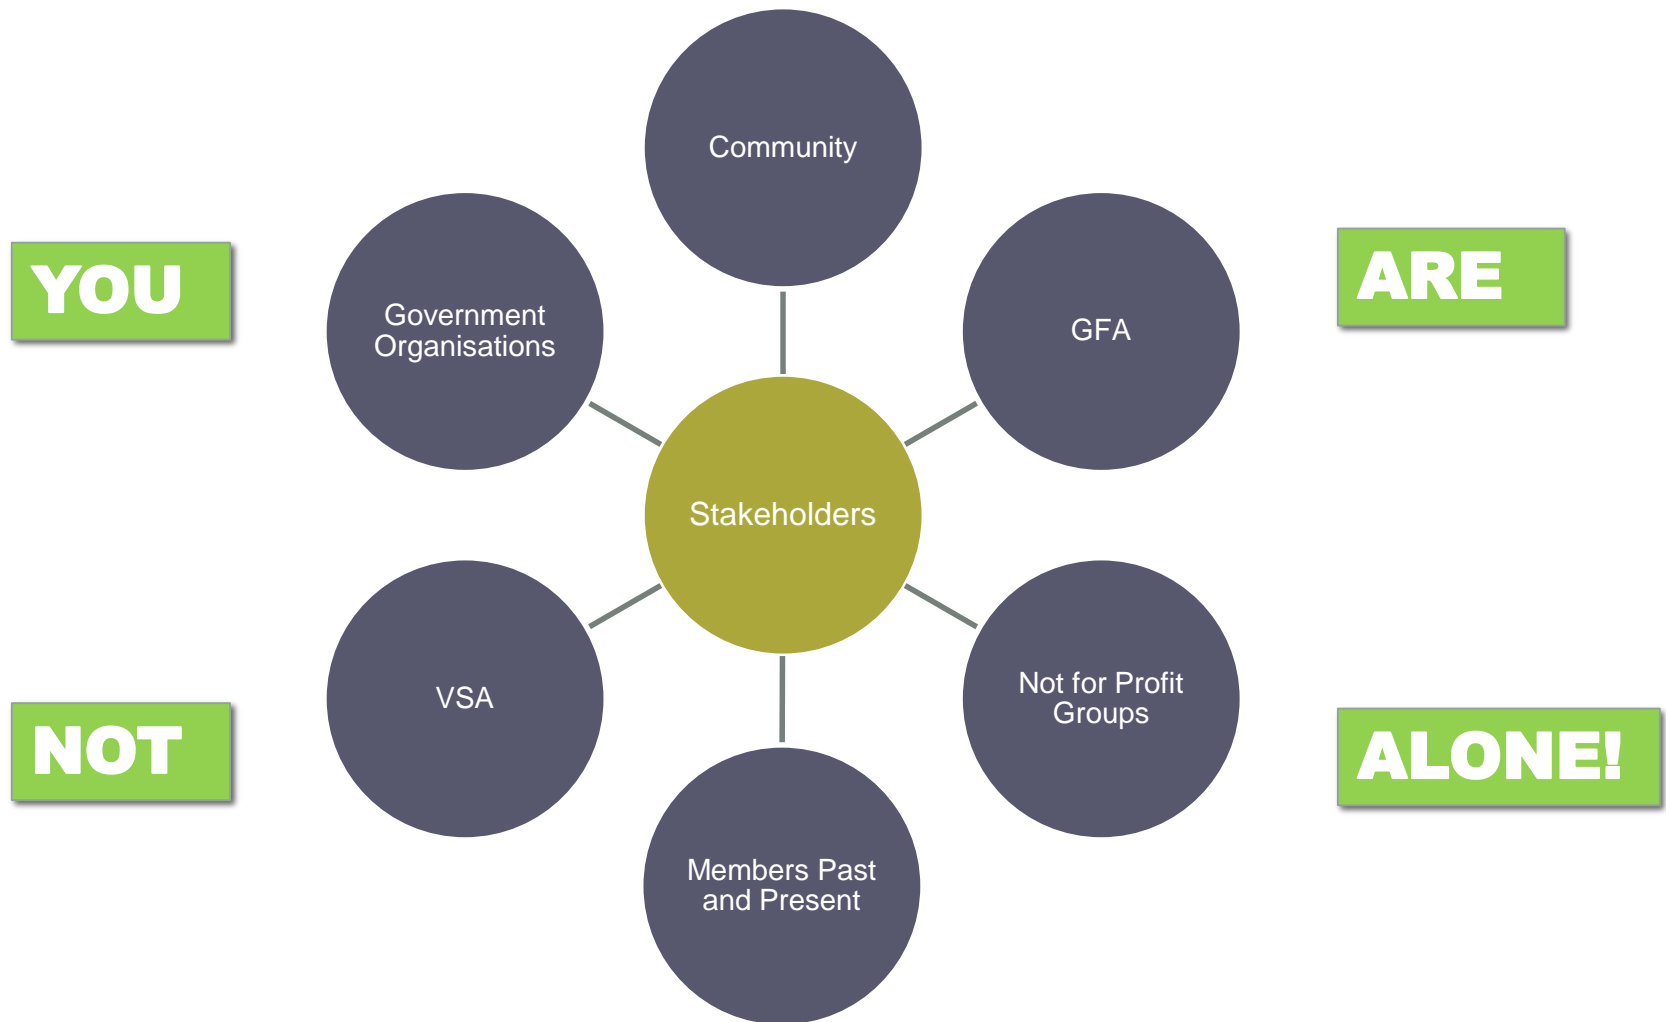 Community
YOU
ARE
Government
Organisations
GFA
Stakeholders
VSA
Not for Profit
Groups
NOT
ALONE!
Members Past
and Present